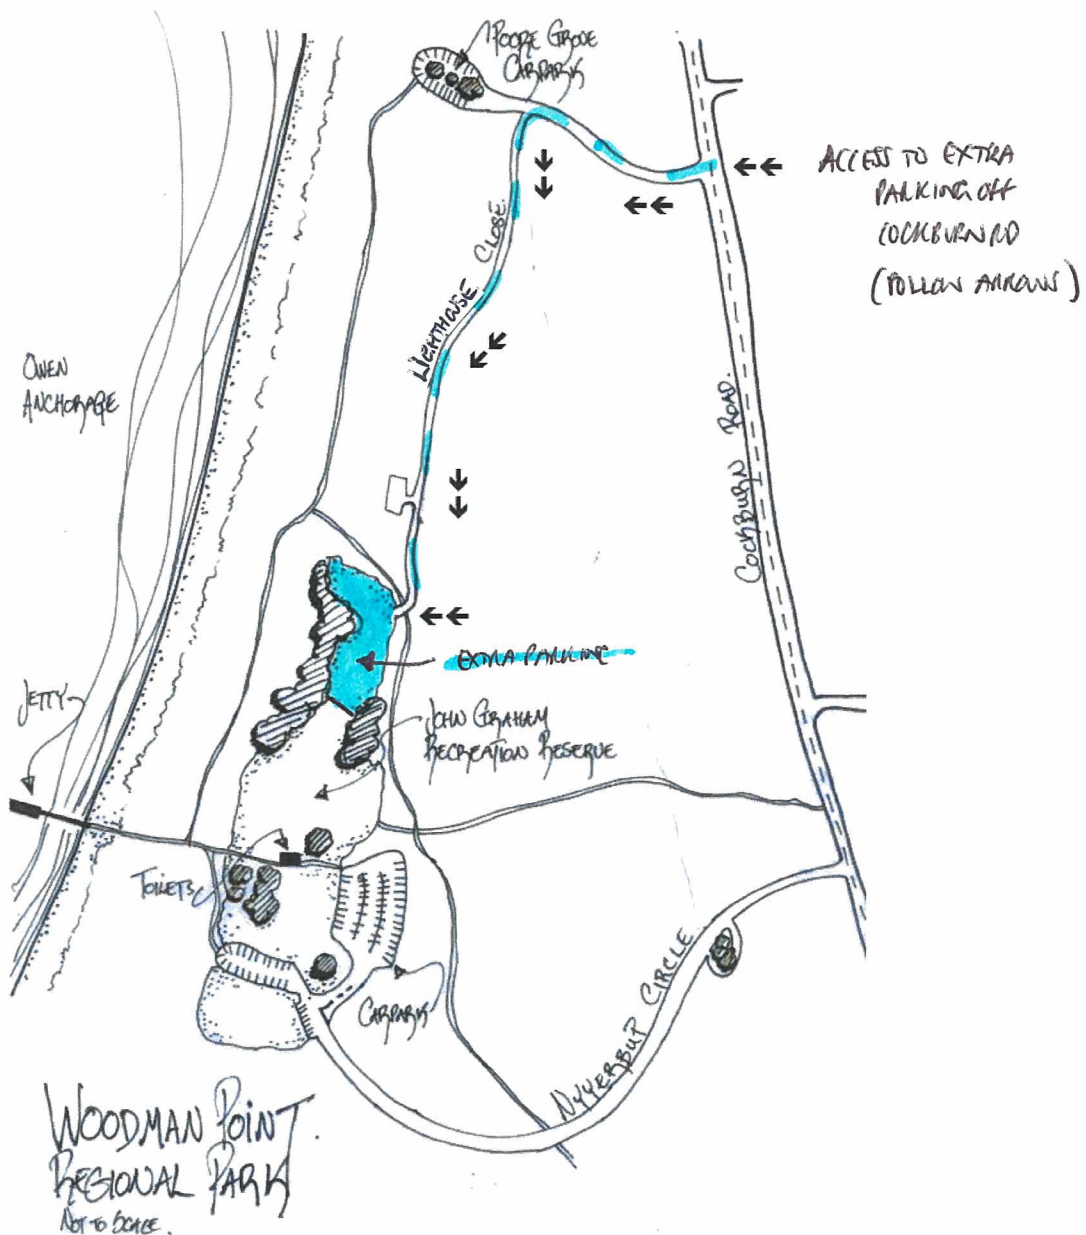 POORE GROVE
CARPARK
ACCESS TO EXTRA
PARKING OFF
COCKBURN RD
(FOLLOW ARROWS)
LIGHTHOUSE CLOSE.
OWEN
ANCHORAGE
COCKBURN ROAD.
EXTRA PARKING
JETTY
JOHN GRAHAM
RECREATION RESERVE
TOILETS
CARPARK
NYYERBUP CIRCLE
WOODMAN POINT.
REGIONAL PARK
NOT TO SCALE.